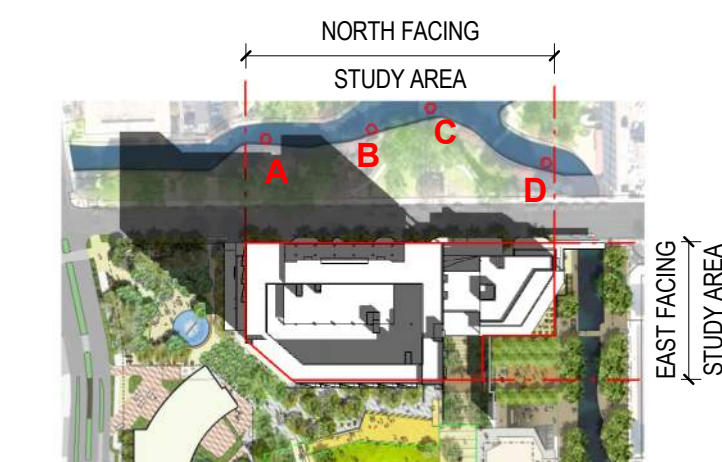 NORTH FACING
STUDY AREA
A
B
C
D
EAST FACING
STUDY AREA